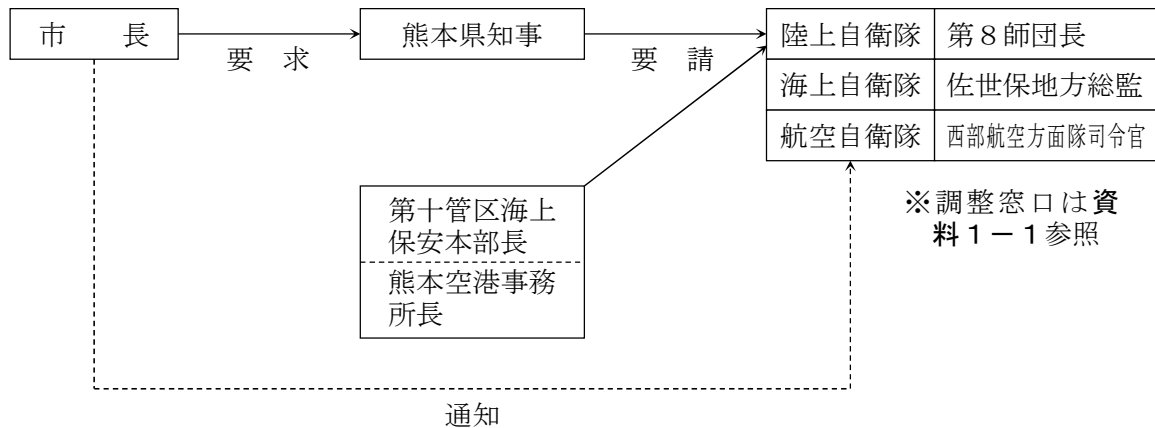 市　長
要　求
熊本県知事
要　請
陸上自衛隊 第８師団長
海上自衛隊 佐世保地方総監
航空自衛隊 西部航空方面隊司令官
※調整窓口は資
料１－１参照
第十管区海上
保安本部長
熊本空港事務
所長
通知